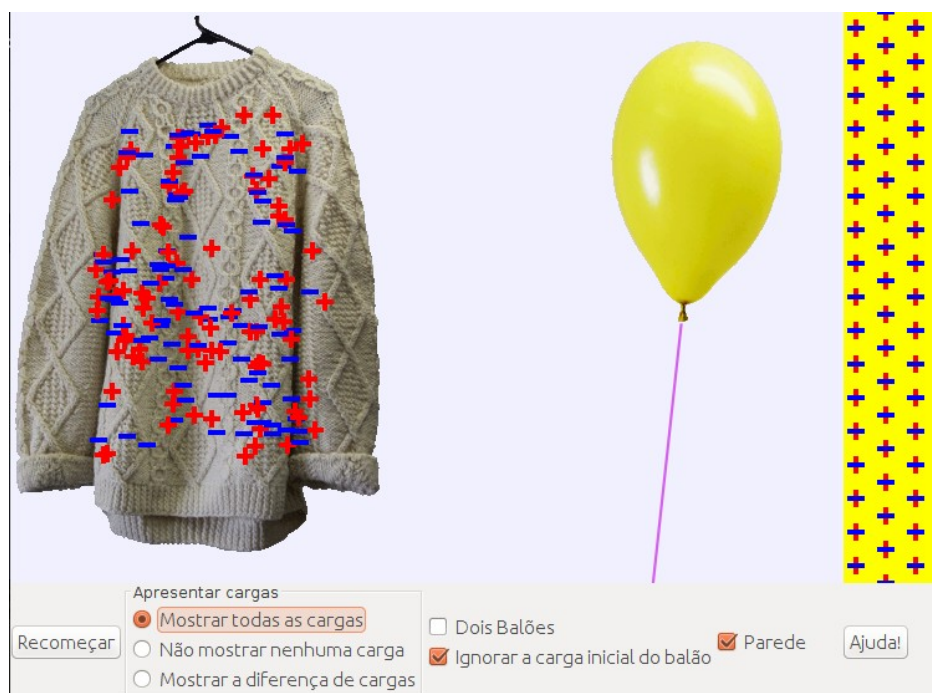 Apresentar cargas
Recomeçar
Mostrar todas as cargas
Não mostrar nenhuma carga
Mostrar a diferença de cargas
Dois Balões
Ignorar a carga inicial do balão
Parede
Ajuda!